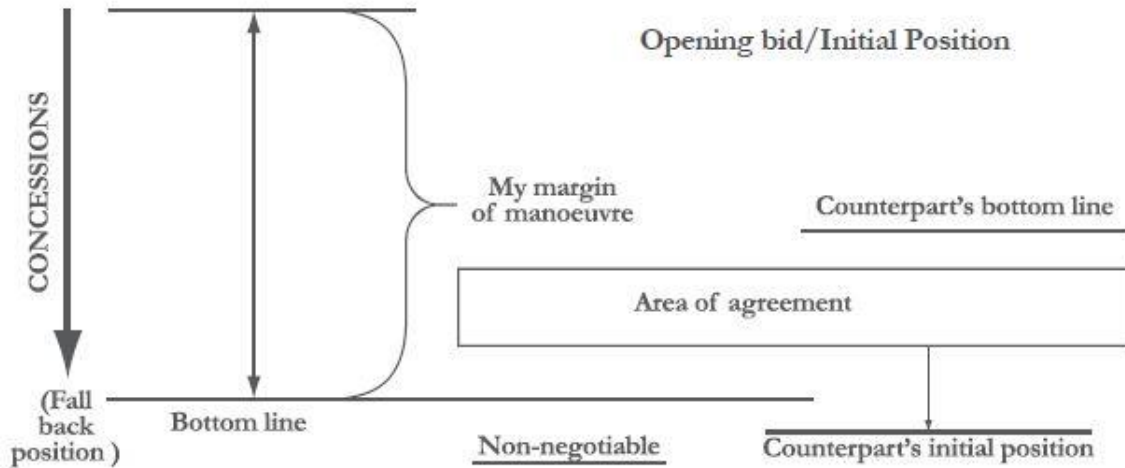 Opening bid/Initial Position
CONCESSIONS
My margin
of manoeuvre
Counterpart's bottom line
Area of agreement
(Fall
back
position )
Bottom line
Non-negotiable
Counterpart's initial position